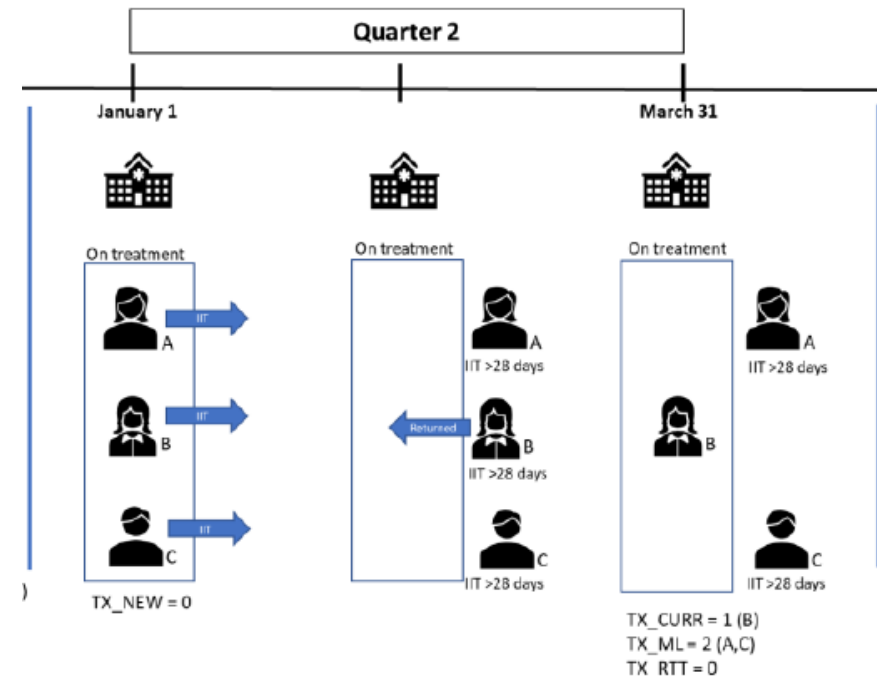 Quarter 2
January 1
March 31
On treatment
On treatment
On treatment
IIT
A
A
IIT >28 days
A
IIT >28 days
IIT
B
Returned
B
IIT >28 days
B
IIT
C
C
IIT >28 days
C
IIT >28 days
)
TX_NEW = 0
TX_CURR = 1 (B)
TX_ML = 2 (A,C)
TX_RTT = 0